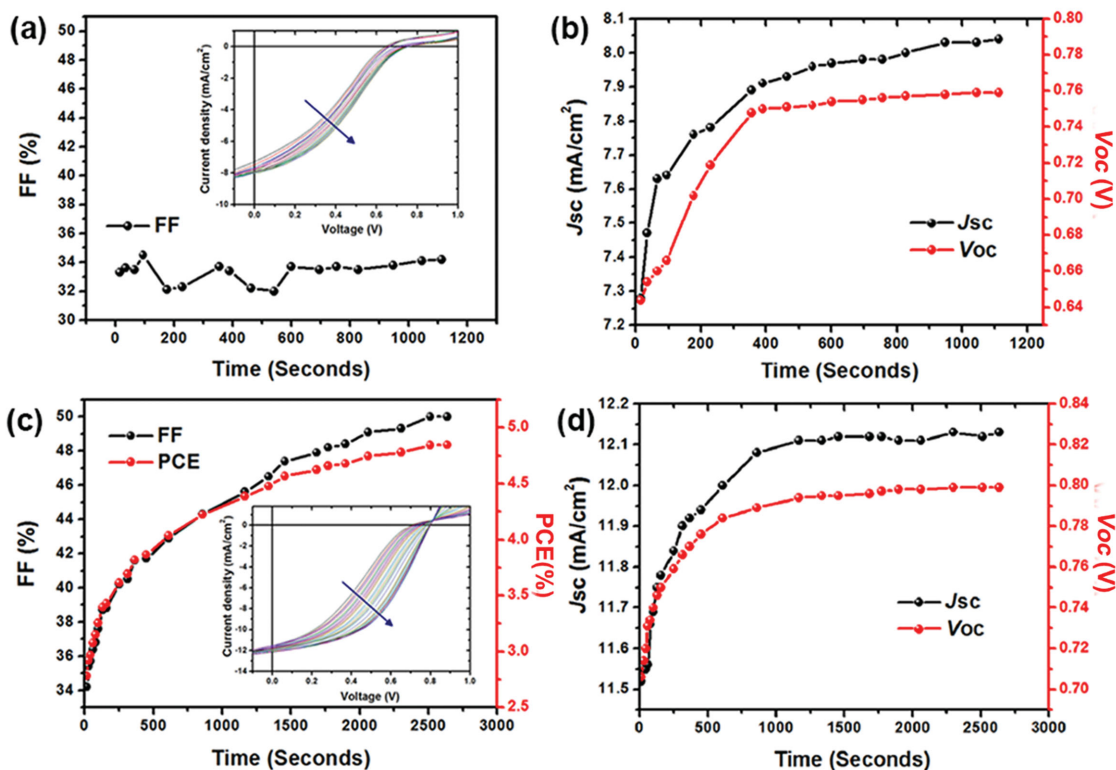 (a)
50
48
46
44
42
40
38
36
34
32
30
FF (%)
0 200 400 600 800 1000 1200
Time (Seconds)
FF
0
-2
-4
-6
-8
-10
Current density (mA/cm²)
0.0 0.2 0.4 0.6 0.8 1.0
Voltage (V)
(b)
8.1
8.0
7.9
7.8
7.7
7.6
7.5
7.4
7.3
7.2
Jsc (mA/cm²)
0 200 400 600 800 1000 1200
Time (Seconds)
Jsc
Voc
0.80
0.78
0.76
0.74
0.72
0.70
0.68
0.66
0.64
0.62
Voc (V)
(c)
50
48
46
44
42
40
38
36
34
FF (%)
0 500 1000 1500 2000 2500 3000
Time (Seconds)
FF
PCE
5.0
4.5
4.0
3.5
3.0
2.5
PCE(%)
0
-2
-4
-6
-8
-10
-12
-14
Current density (mA/cm²)
0.0 0.2 0.4 0.6 0.8 1.0
Voltage (V)
(d)
12.2
12.1
12.0
11.9
11.8
11.7
11.6
11.5
Jsc (mA/cm²)
0 500 1000 1500 2000 2500 3000
Time (Seconds)
Jsc
Voc
0.84
0.82
0.80
0.78
0.76
0.74
0.72
0.70
Voc (V)